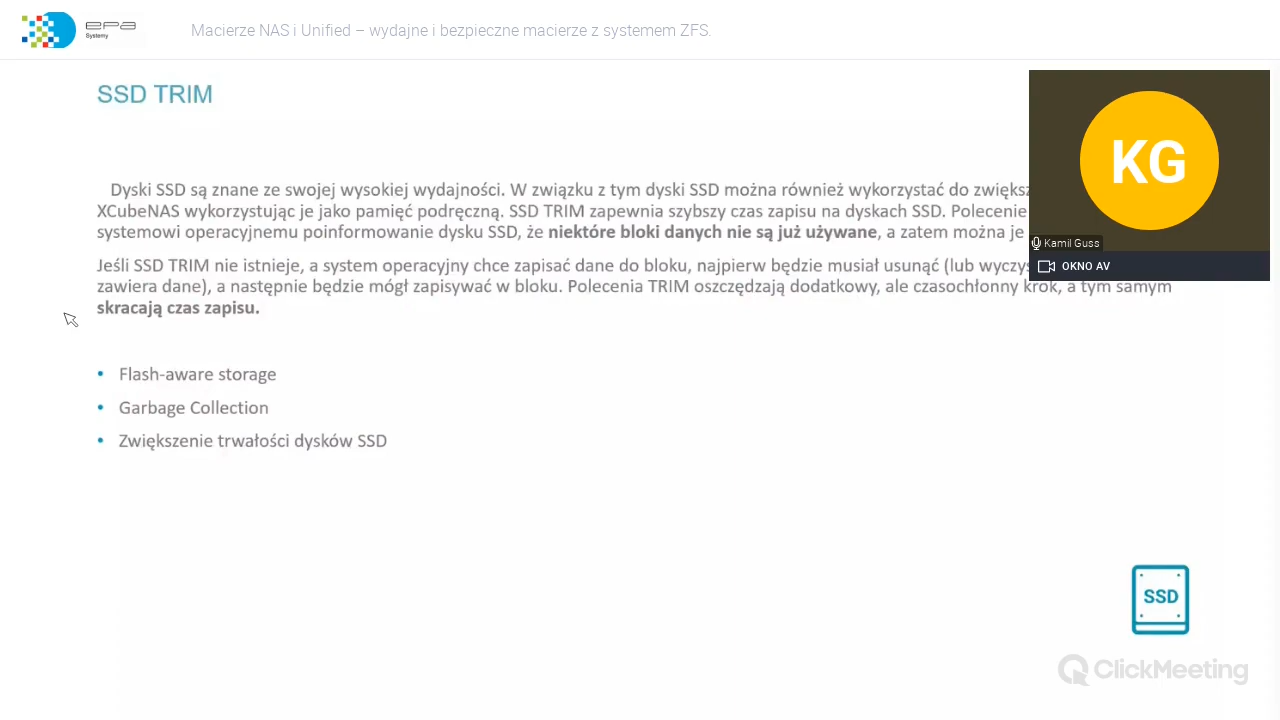 epa
Systemy
Macierze NAS i Unified – wydajne i bezpieczne macierze z systemem ZFS.
SSD TRIM
KG
Kamil Guss
OKNO AV
Dyski SSD są znane ze swojej wysokiej wydajności. W związku z tym dyski SSD można również wykorzystać do
XCubeNAS wykorzystując je jako pamięć podręczną. SSD TRIM zapewnia szybszy czas zapisu na dyskach SSD. Polecenie
systemowi operacyjnemu poinformowanie dysku SSD, że niektóre bloki danych nie są już używane, a zatem można je
Jeśli SSD TRIM nie istnieje, a system operacyjny chce zapisać dane do bloku, najpierw będzie musiał usunąć (lub
zawiera dane), a następnie będzie mógł zapisywać w bloku. Polecenia TRIM oszczędzają dodatkowy, ale czasochłonny krok, a tym samym
skracają czas zapisu.
• Flash-aware storage
• Garbage Collection
• Zwiększenie trwałości dysków SSD
SSD
ClickMeeting